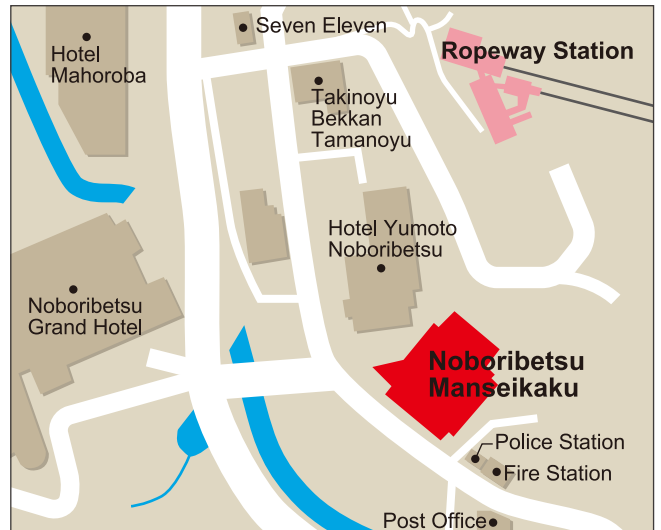 Seven Eleven
Hotel
Mahoroba
Ropeway Station
Takinoyu
Bekkan
Tamanoyu
Hotel Yumoto
Noboribetsu
Noboribetsu
Grand Hotel
Noboribetsu
Manseikaku
Police Station
Fire Station
Post Office